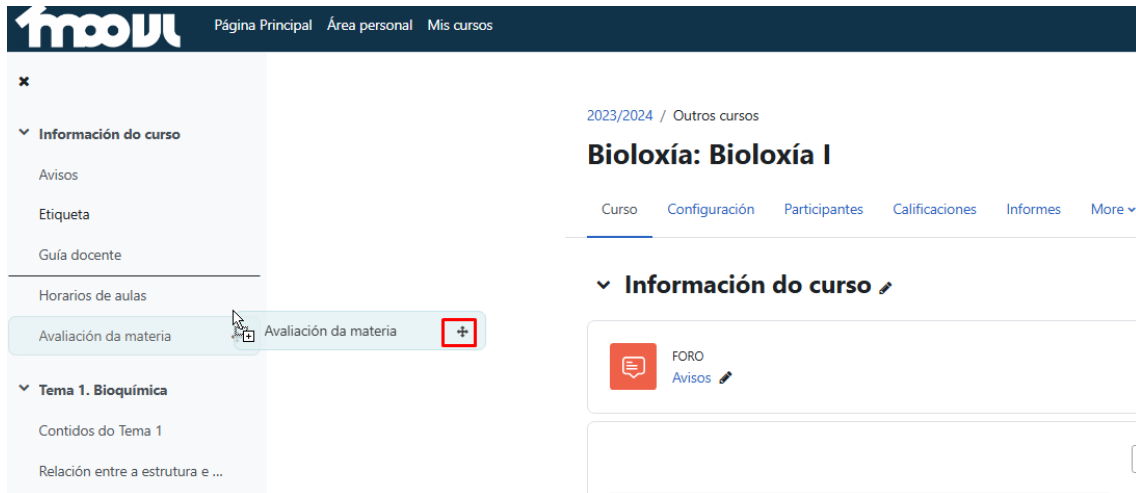 moovi
Página Principal Área personal Mis cursos
Información do curso
Avisos
Etiqueta
Guía docente
Horarios de aulas
Avaliación da materia
Avaliación da materia
Tema 1. Bioquímica
Contidos do Tema 1
Relación entre a estrutura e ...
2023/2024 / Outros cursos
Bioloxía: Bioloxía I
Curso Configuración Participantes Calificaciones Informes More
Información do curso
FORO
Avisos